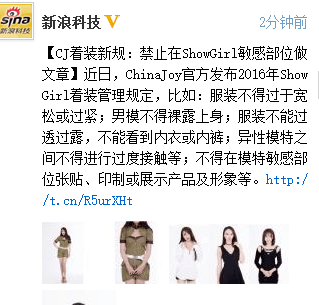 sina
新浪科技
新浪科技
2分钟前
【CJ着装新规：禁止在ShowGirl敏感部位做
文章】近日，ChinaJoy官方发布2016年Show
Girl着装管理规定，比如：服装不得过于宽
松或过紧；男模不得裸露上身；服装不能过
透过露，不能看到内衣或内裤；异性模特之
间不得进行过度接触等；不得在模特敏感部
位张贴、印制或展示产品及形象等。http:/
/t.cn/R5urXHt